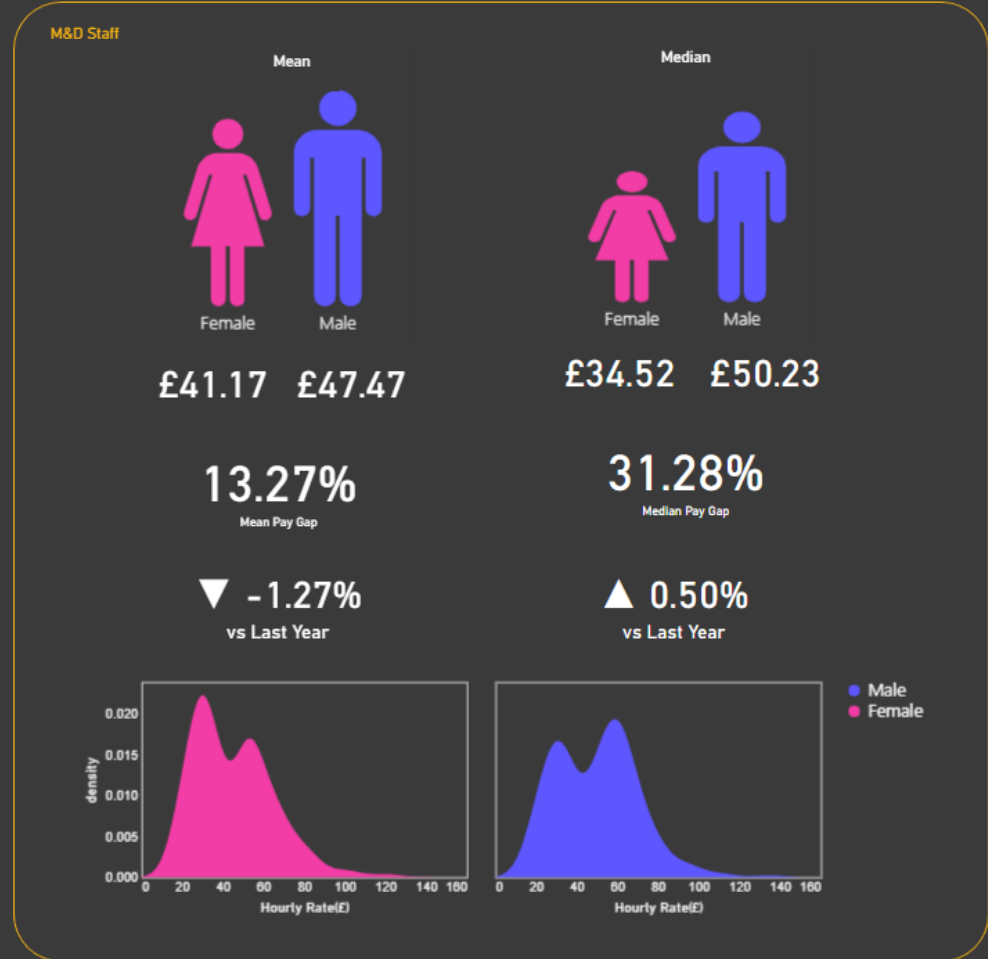 M&D Staff
Mean
Female Male
£41.17 £47.47
13.27%
Mean Pay Gap
▼ -1.27%
vs Last Year
Median
Female Male
£34.52 £50.23
31.28%
Median Pay Gap
▲ 0.50%
vs Last Year
density
0.020
0.015
0.010
0.005
0.000
0 20 40 60 80 100 120 140 160
Hourly Rate(£)
0 20 40 60 80 100 120 140 160
Hourly Rate(£)
Male
Female